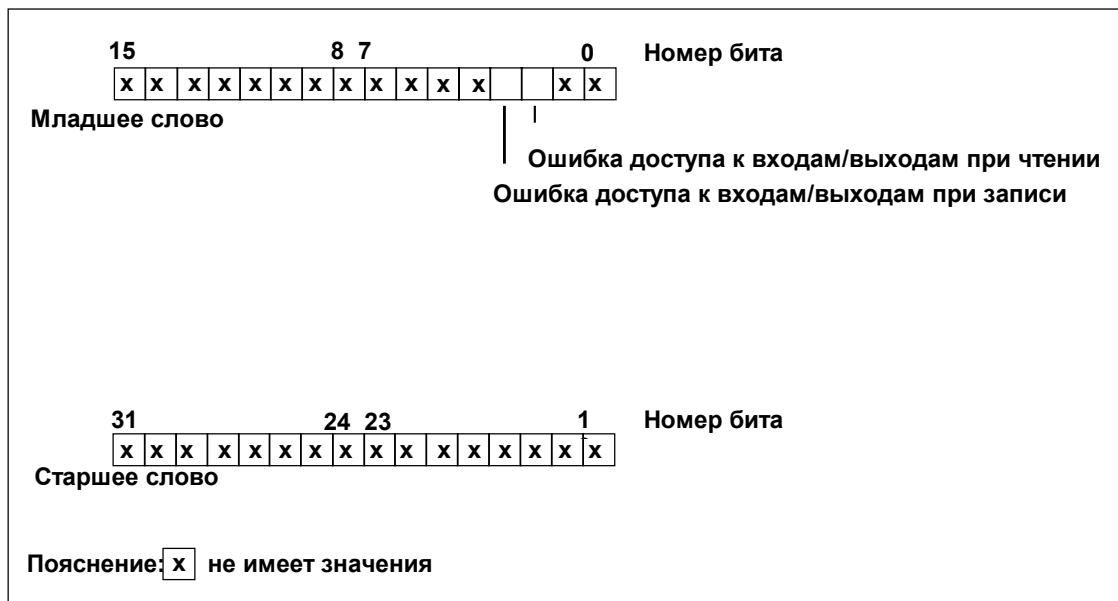 15 8 7 0 Номер бита
x x x x x x x x x x x x x x
Младшее слово
Ошибка доступа к входам/выходам при чтении
Ошибка доступа к входам/выходам при записи
31 24 23 1 Номер бита
x x x x x x x x x x x x x x x x
Старшее слово
Пояснение: x не имеет значения